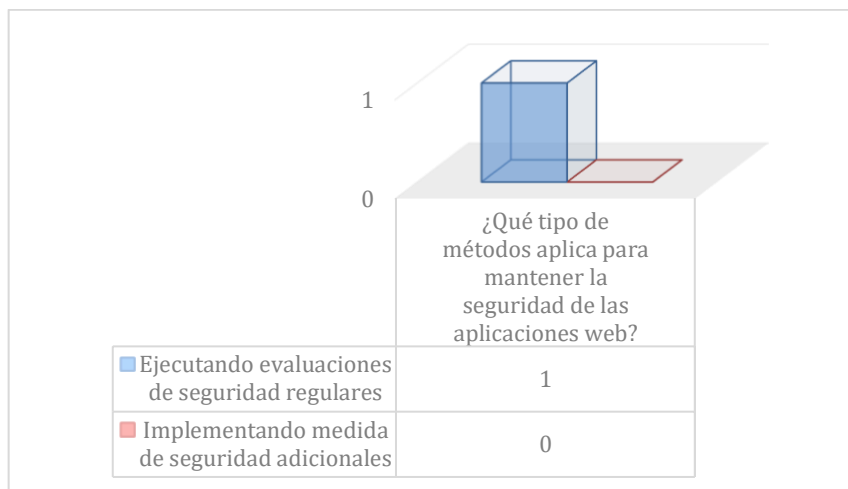 1
0
¿Qué tipo de
métodos aplica para
mantener la
seguridad de las
aplicaciones web?
Ejecutando evaluaciones
de seguridad regulares
1
Implementando medida
de seguridad adicionales
0